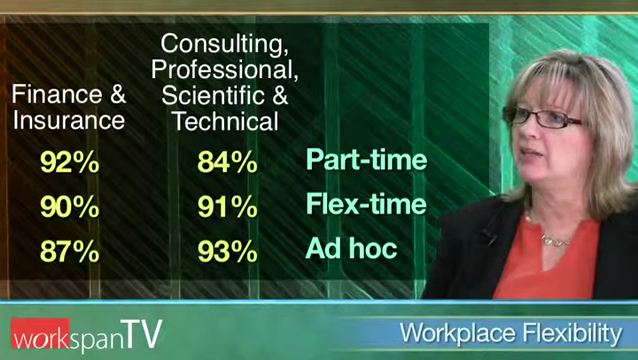 Finance &
Insurance
Consulting,
Professional,
Scientific &
Technical
92% 84% Part-time
90% 91% Flex-time
87% 93% Ad hoc
workspanTV
Workplace Flexibility